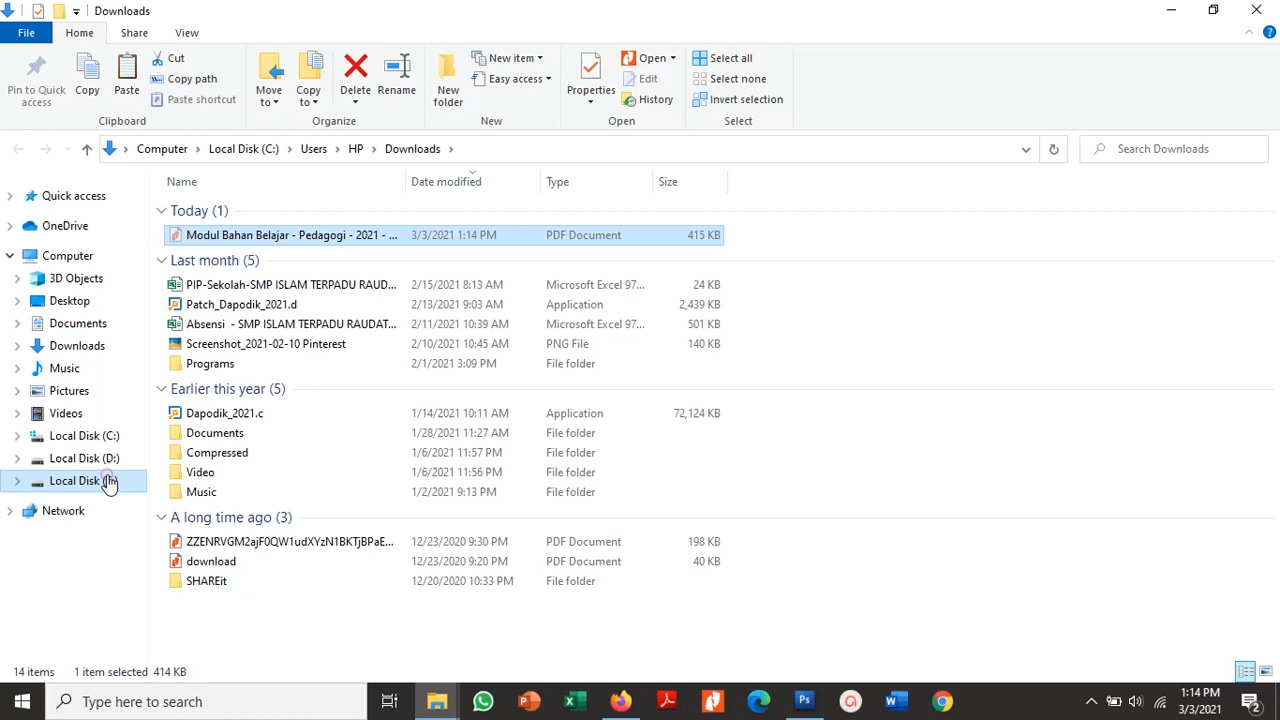 Downloads
File Home Share View
Pin to Quick access
Copy
Paste
Cut
Copy path
Paste shortcut
Clipboard
Move to
Copy to
Delete
Rename
Organize
New folder
New item
Easy access
New
Properties
Open
Edit
History
Open
Select all
Select none
Invert selection
Select
Computer Local Disk (C:) Users HP Downloads
Search Downloads
Quick access
OneDrive
Computer
3D Objects
Desktop
Documents
Downloads
Music
Pictures
Videos
Local Disk (C:)
Local Disk (D:)
Local Disk
Network
Name Date modified Type Size
Today (1)
Modul Bahan Belajar - Pedagogi - 2021 - ... 3/3/2021 1:14 PM PDF Document 415 KB
Last month (5)
PIP-Sekolah-SMP ISLAM TERPADU RAUD... 2/15/2021 8:13 AM Microsoft Excel 97... 24 KB
Patch_Dapodik_2021.d 2/13/2021 9:03 AM Application 2,439 KB
Absensi - SMP ISLAM TERPADU RAUDAT... 2/11/2021 10:39 AM Microsoft Excel 97... 501 KB
Screenshot_2021-02-10 Pinterest 2/10/2021 10:45 AM PNG File 140 KB
Programs 2/1/2021 3:09 PM File folder
Earlier this year (5)
Dapodik_2021.c 1/14/2021 10:11 AM Application 72,124 KB
Documents 1/28/2021 11:27 AM File folder
Compressed 1/6/2021 11:57 PM File folder
Video 1/6/2021 11:56 PM File folder
Music 1/2/2021 9:13 PM File folder
A long time ago (3)
ZZENRVGM2ajF0QW1udXYzN1BKTjBPaE... 12/23/2020 9:30 PM PDF Document 198 KB
download 12/23/2020 9:20 PM PDF Document 40 KB
SHAREit 12/20/2020 10:33 PM File folder
14 items 1 item selected 414 KB
Type here to search
1:14 PM
3/3/2021
2